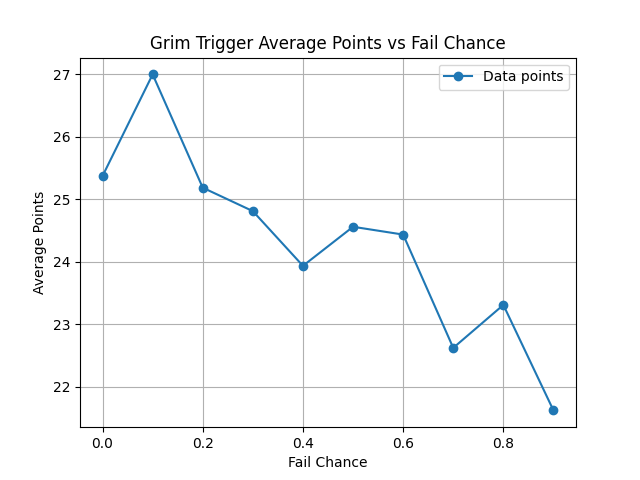 Grim Trigger Average Points vs Fail Chance
Data points
27
26
25
24
23
22
Average Points
0.0 0.2 0.4 0.6 0.8
Fail Chance